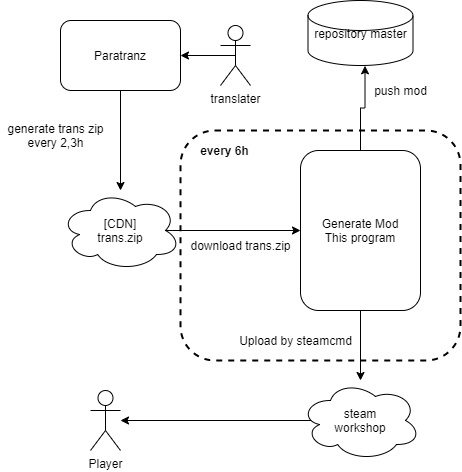 repository master
Paratranz
push mod
translater
generate trans zip
every 2,3h
every 6h
[CDN]
trans.zip
download trans.zip
Generate Mod
This program
Upload by steamcmd
steam
workshop
Player